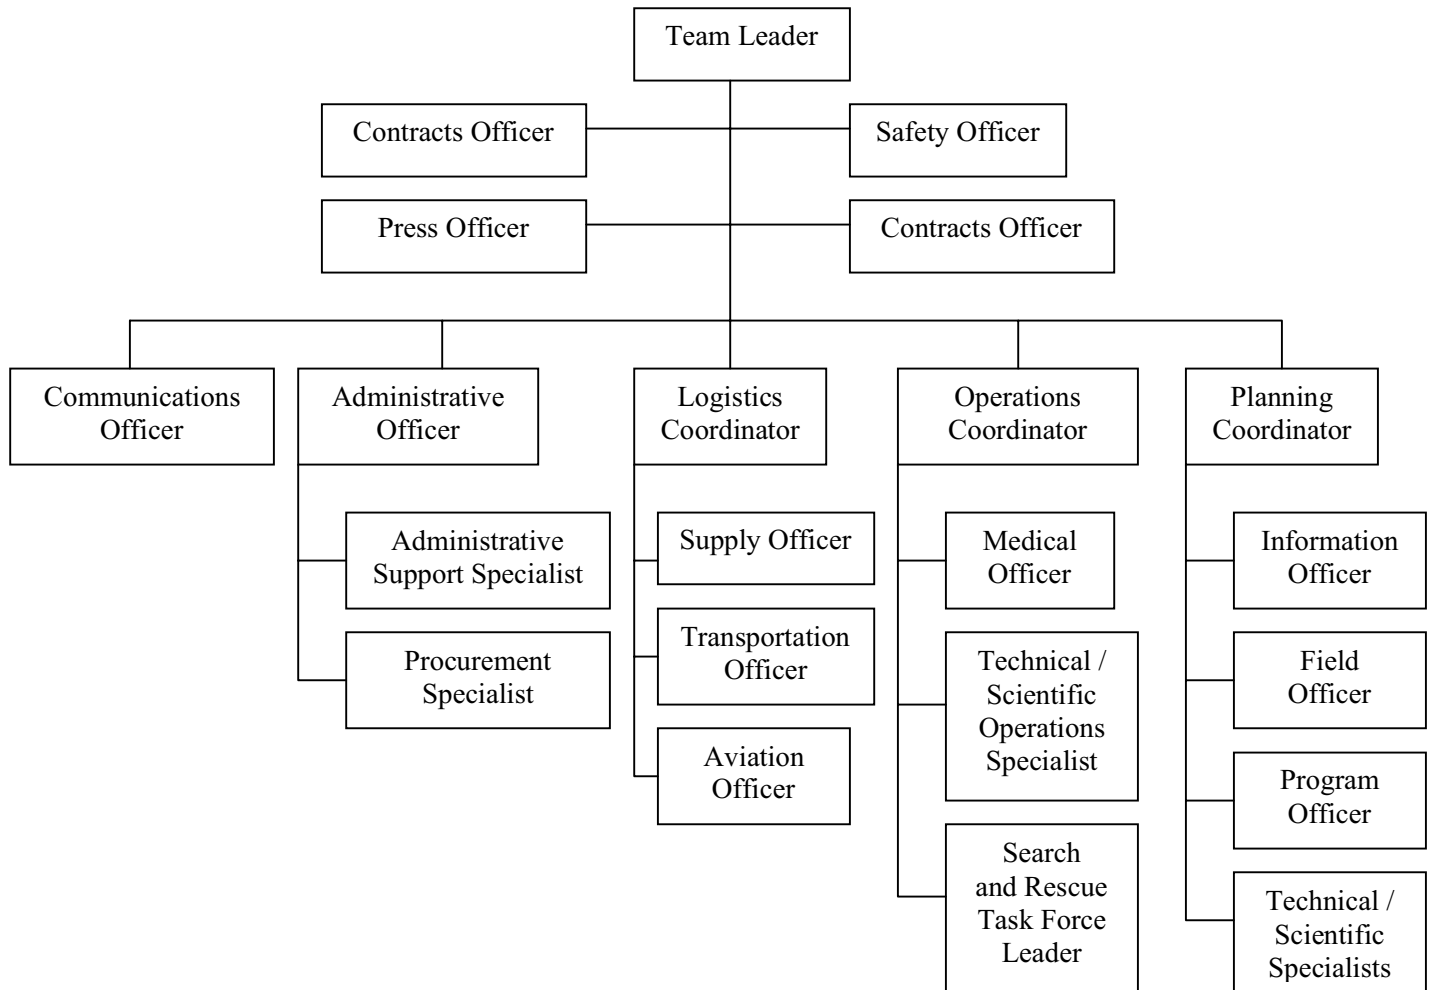 Team Leader
Contracts Officer
Safety Officer
Press Officer
Contracts Officer
Communications
Officer
Administrative
Officer
Logistics
Coordinator
Operations
Coordinator
Planning
Coordinator
Administrative
Support Specialist
Procurement
Specialist
Supply Officer
Transportation
Officer
Aviation
Officer
Medical
Officer
Technical /
Scientific
Operations
Specialist
Search
and Rescue
Task Force
Leader
Information
Officer
Field
Officer
Program
Officer
Technical /
Scientific
Specialists